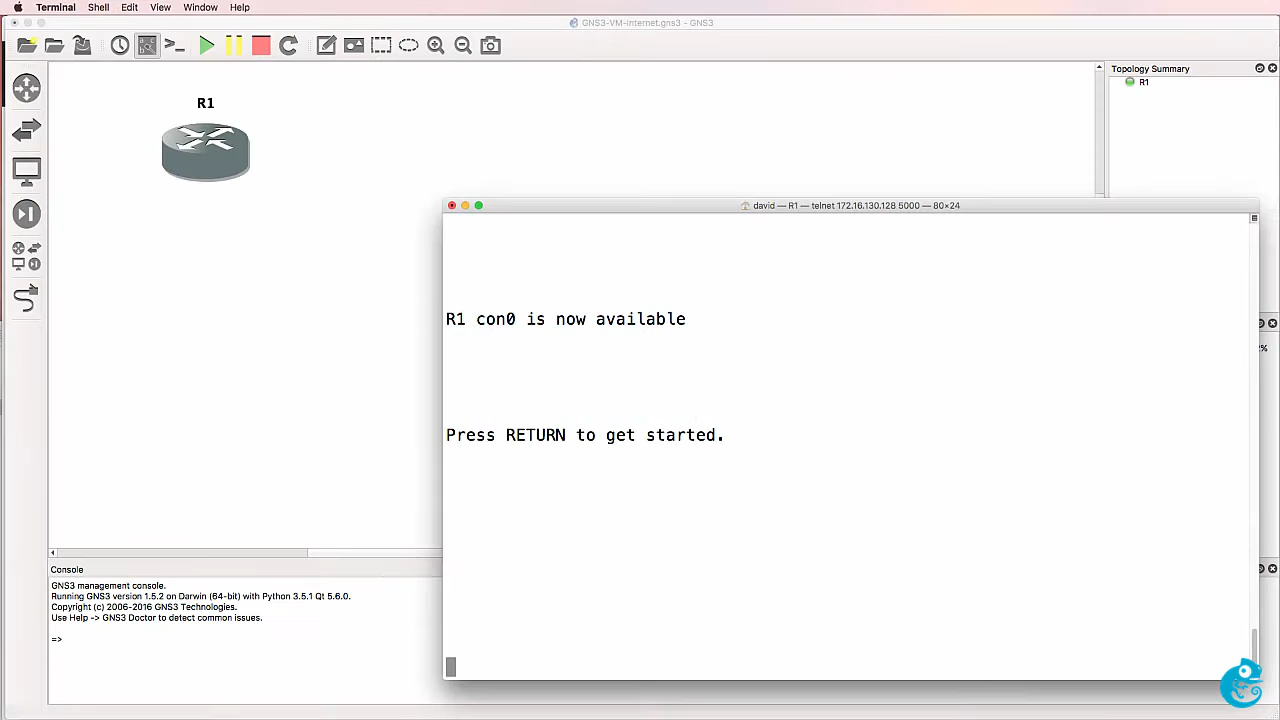 Terminal Shell Edit View Window Help
GNS3-VM-Internet.gns3 - GNS3
Topology Summary
R1
R1
david — R1 — telnet 172.16.130.128 5000 — 80×24
R1 con0 is now available
Press RETURN to get started.
Console
GNS3 management console.
Running GNS3 version 1.5.2 on Darwin (64-bit) with Python 3.5.1 Qt 5.6.0.
Copyright (c) 2006-2016 GNS3 Technologies.
Use Help -> GNS3 Doctor to detect common issues.
=>